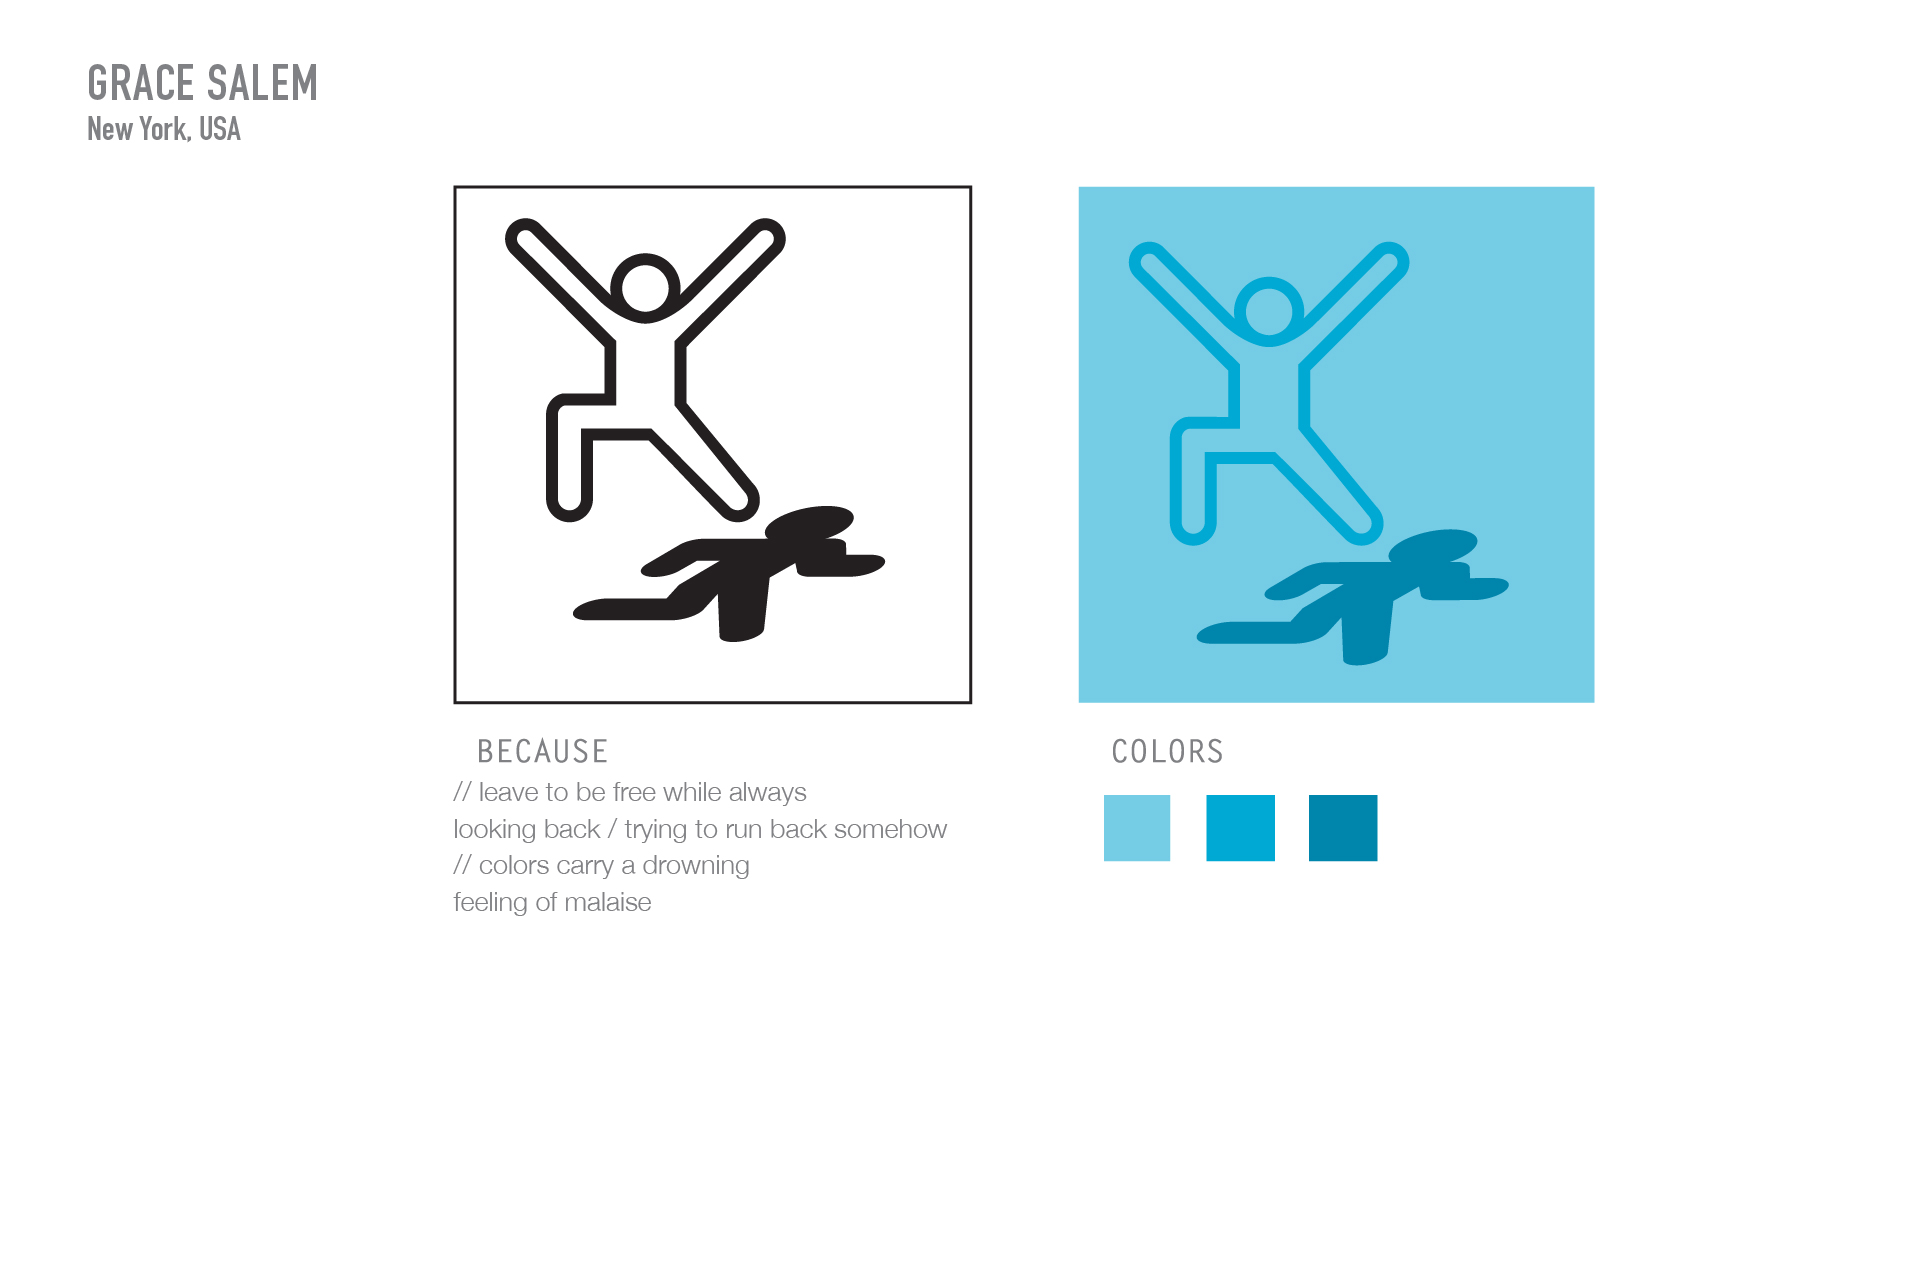 GRACE SALEM
New York, USA
BECAUSE
// leave to be free while always
looking back / trying to run back somehow
// colors carry a drowning
feeling of malaise
COLORS